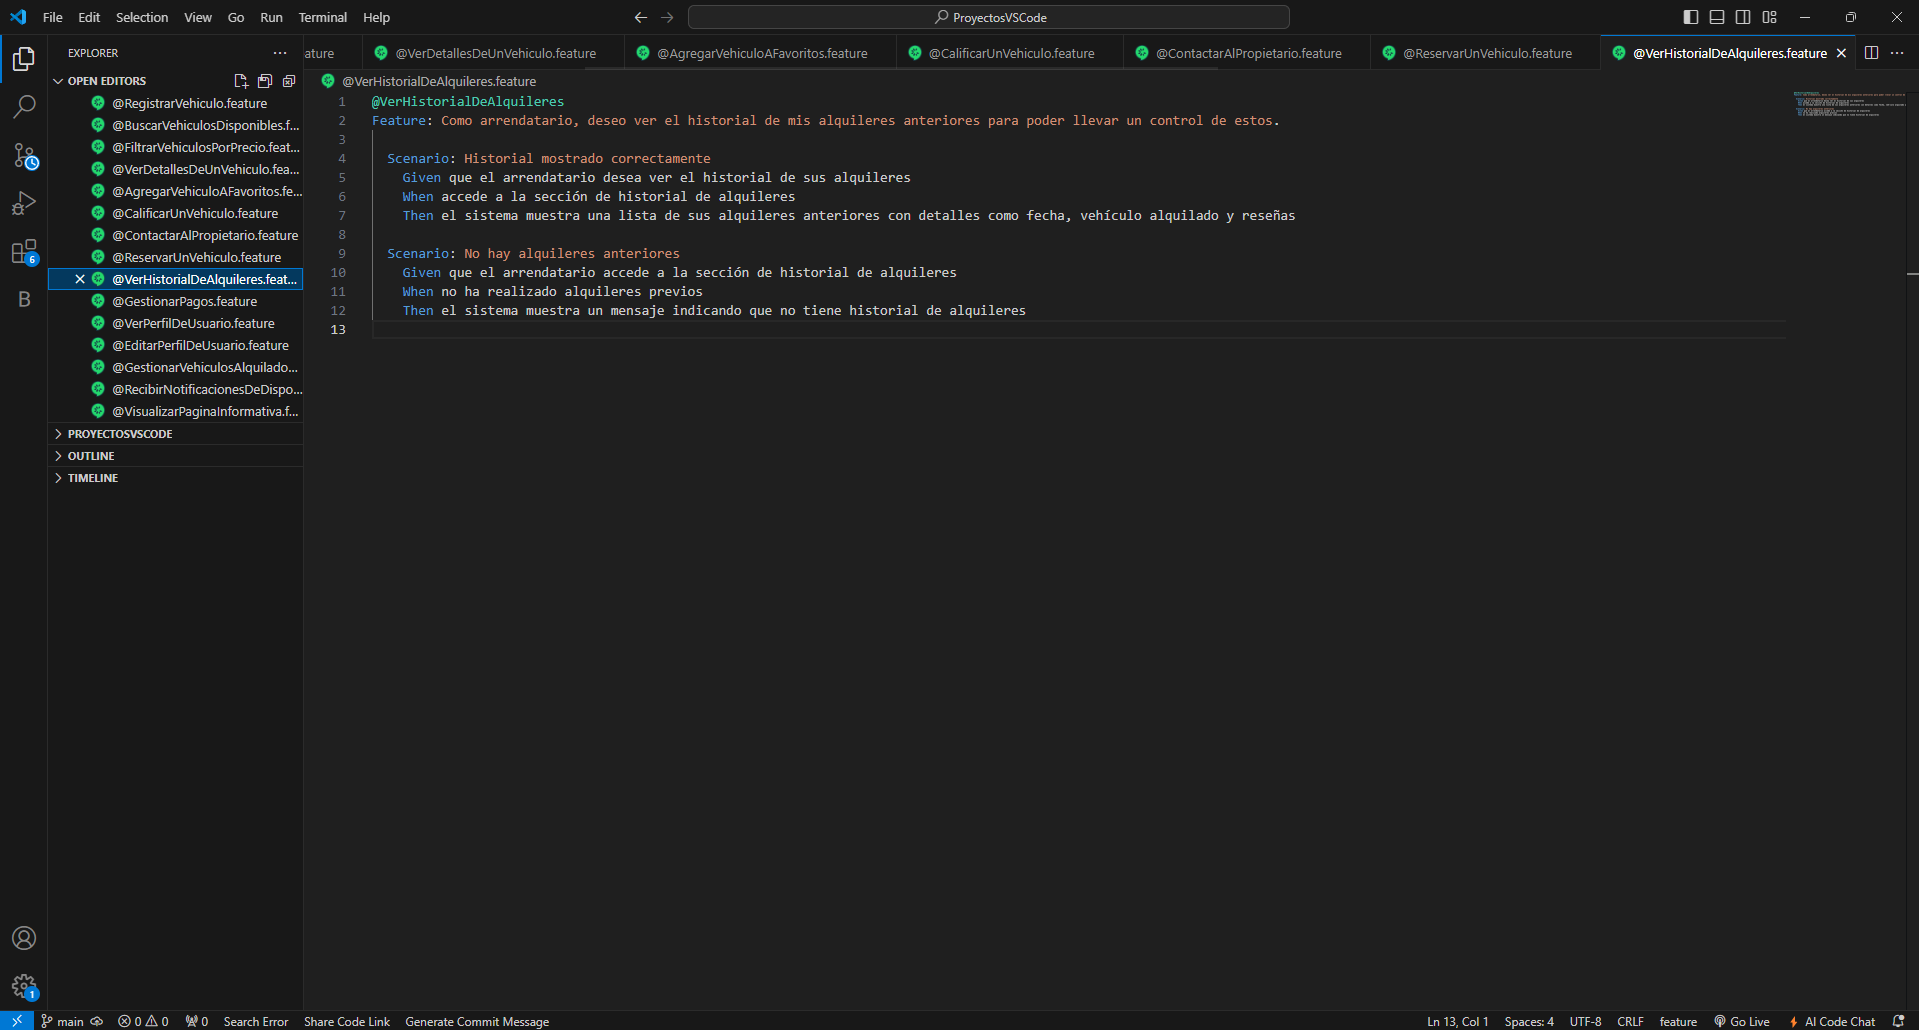 File Edit Selection View Go Run Terminal Help
ProyectosVSCode
EXPLORER
ature
@VerDetallesDeUnVehiculo.feature
@AgregarVehiculoAFavoritos.feature
@CalificarUnVehiculo.feature
@ContactarAlPropietario.feature
@ReservarUnVehiculo.feature
@VerHistorialDeAlquileres.feature
OPEN EDITORS
@RegistrarVehiculo.feature
@BuscarVehiculosDisponibles.f...
@FiltrarVehiculosPorPrecio.feat...
@VerDetallesDeUnVehiculo.fea...
@AgregarVehiculoAFavoritos.fe...
@CalificarUnVehiculo.feature
@ContactarAlPropietario.feature
@ReservarUnVehiculo.feature
@VerHistorialDeAlquileres.feat...
@GestionarPagos.feature
@VerPerfilDeUsuario.feature
@EditarPerfilDeUsuario.feature
@GestionarVehiculosAlquilado...
@RecibirNotificacionesDeDispo...
@VisualizarPaginaInformativa.f...
PROYECTOSVSCODE
OUTLINE
TIMELINE
6
B
1
@VerHistorialDeAlquileres.feature
1 @VerHistorialDeAlquileres
2 Feature: Como arrendatario, deseo ver el historial de mis alquileres anteriores para poder llevar un control de estos.
3
4 Scenario: Historial mostrado correctamente
5 Given que el arrendatario desea ver el historial de sus alquileres
6 When accede a la sección de historial de alquileres
7 Then el sistema muestra una lista de sus alquileres anteriores con detalles como fecha, vehículo alquilado y reseñas
8
9 Scenario: No hay alquileres anteriores
10 Given que el arrendatario accede a la sección de historial de alquileres
11 When no ha realizado alquileres previos
12 Then el sistema muestra un mensaje indicando que no tiene historial de alquileres
13
main 0 0 0 Search Error Share Code Link Generate Commit Message
Ln 13, Col 1 Spaces: 4 UTF-8 CRLF feature Go Live AI Code Chat